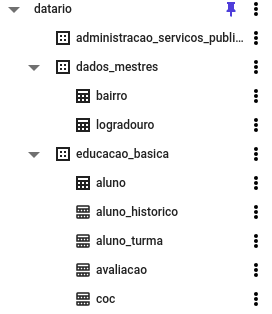 datario
administracao_servicos_publi...
dados_mestres
bairro
logradouro
educacao_basica
aluno
aluno_historico
aluno_turma
avaliacao
coc